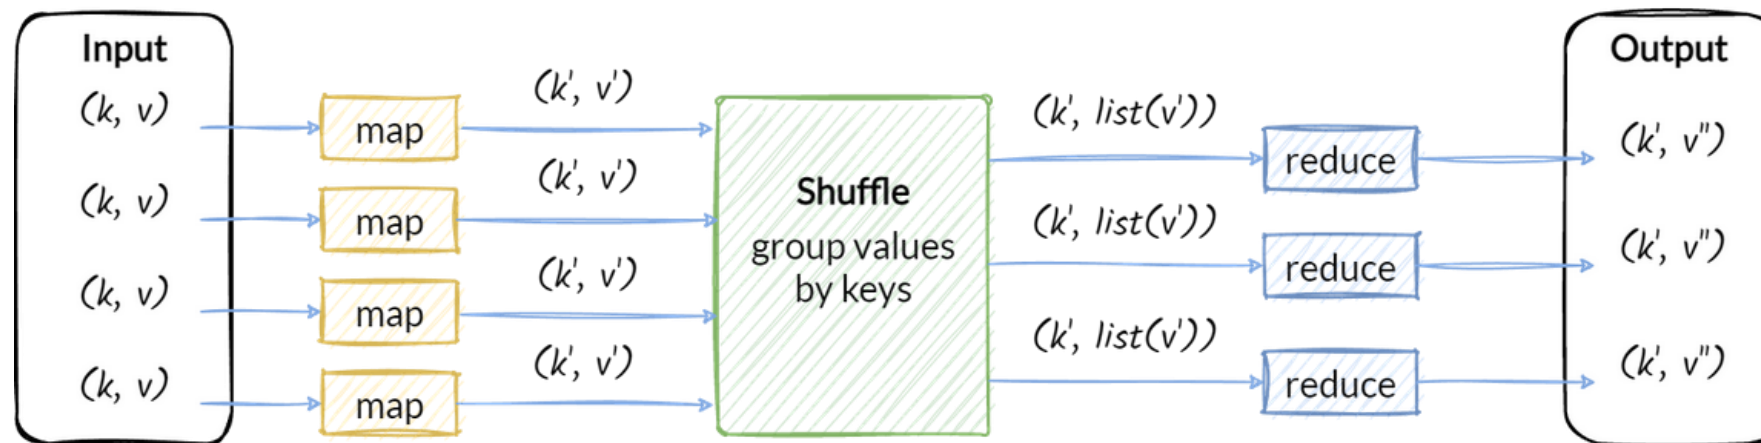 Input
(k, v)
(k, v)
(k, v)
(k, v)
map
map
map
map
(k', v')
(k', v')
(k', v')
(k', v')
Shuffle
group values
by keys
(k', list(v'))
(k', list(v'))
(k', list(v'))
reduce
reduce
reduce
Output
(k', v'')
(k', v'')
(k', v'')